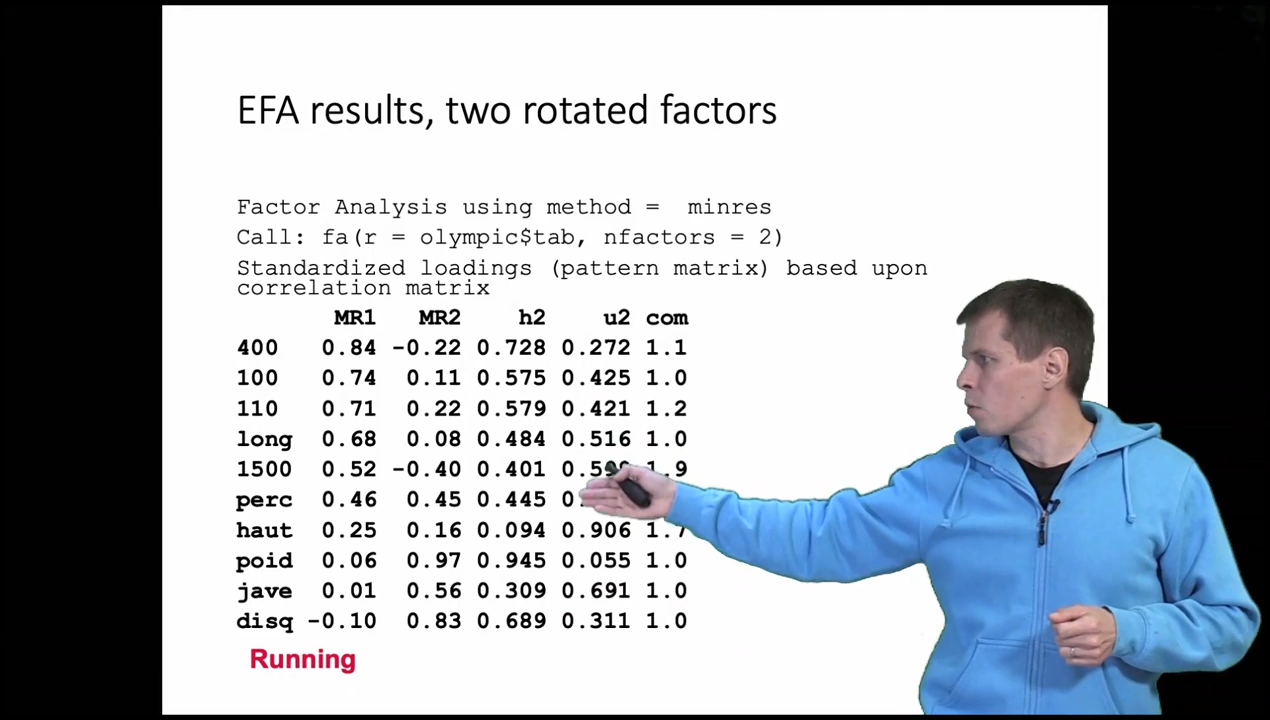 EFA results, two rotated factors
Factor Analysis using method = minres
Call: fa(r = olympic$tab, nfactors = 2)
Standardized loadings (pattern matrix) based upon
correlation matrix
MR1 MR2 h2 u2 com
400 0.84 -0.22 0.728 0.272 1.1
100 0.74 0.11 0.575 0.425 1.0
110 0.71 0.22 0.579 0.421 1.2
long 0.68 0.08 0.484 0.516 1.0
1500 0.52 -0.40 0.401 1.9
perc 0.46 0.45 0.445
haut 0.25 0.16 0.094 0.906 1.7
poid 0.06 0.97 0.945 0.055 1.0
jave 0.01 0.56 0.309 0.691 1.0
disq -0.10 0.83 0.689 0.311 1.0
Running